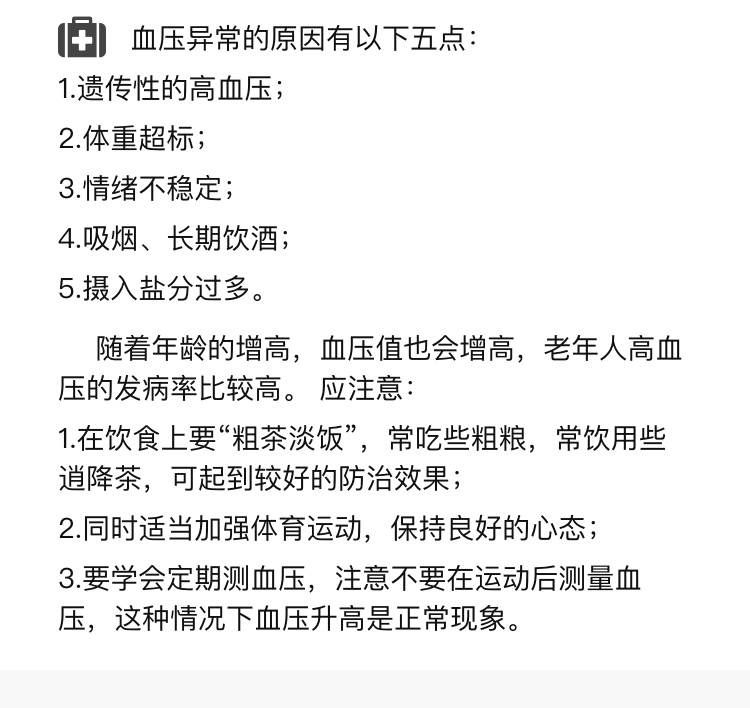 血压异常的原因有以下五点：
1.遗传性的高血压；
2.体重超标；
3.情绪不稳定；
4.吸烟、长期饮酒；
5.摄入盐分过多。
随着年龄的增高，血压值也会增高，老年人高血
压的发病率比较高。 应注意：
1.在饮食上要“粗茶淡饭”，常吃些粗粮，常饮用些
逍降茶，可起到较好的防治效果；
2.同时适当加强体育运动，保持良好的心态；
3.要学会定期测血压，注意不要在运动后测量血
压，这种情况下血压升高是正常现象。